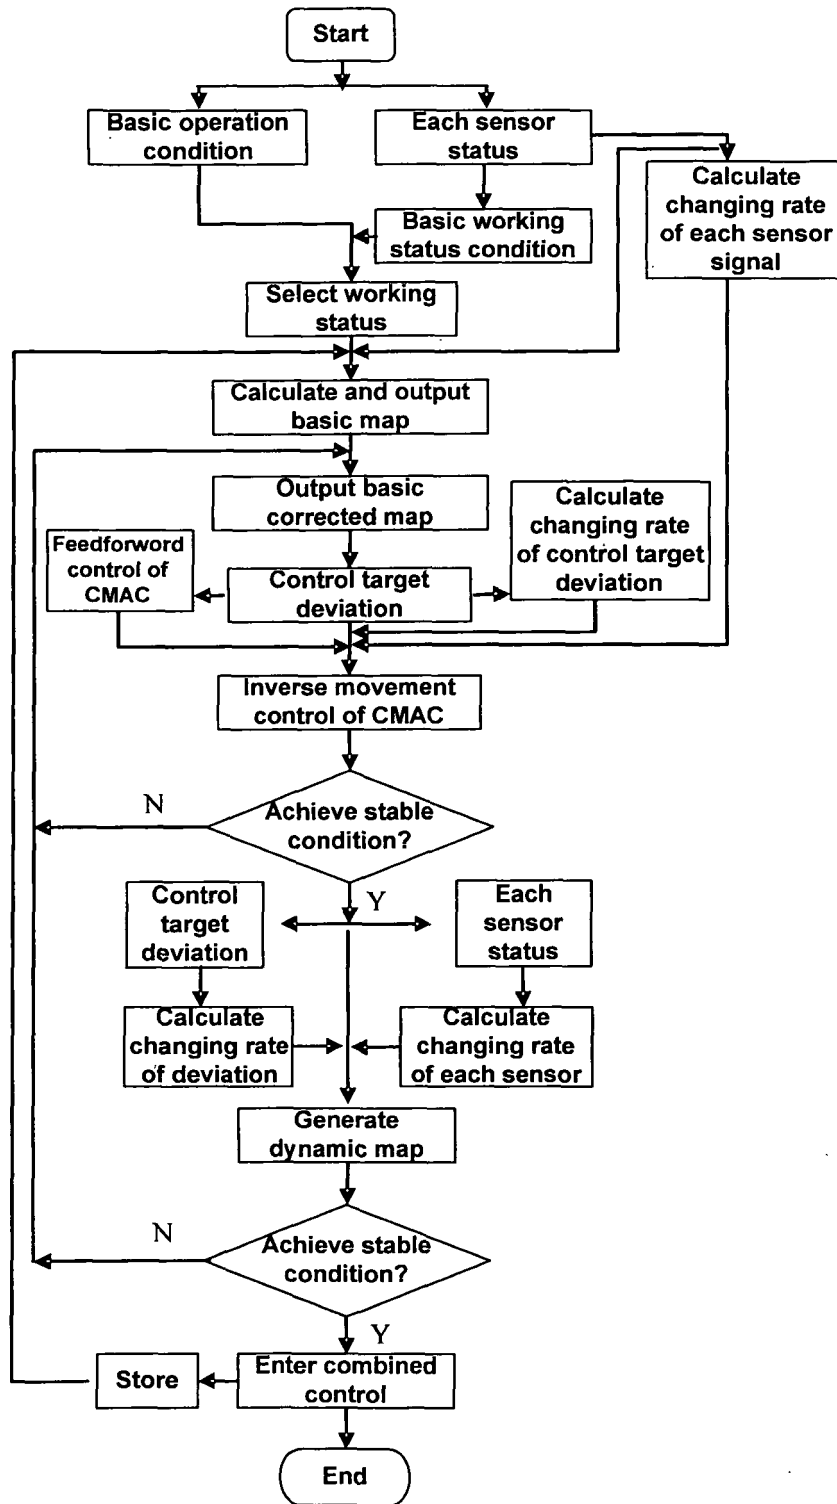 Start
Basic operation
condition
Each sensor
status
Calculate
changing rate
of each sensor
signal
Basic working
status condition
Select working
status
Calculate and output
basic map
Output basic
corrected map
Calculate
changing rate
of control target
deviation
Feedforword
control of
CMAC
Control target
deviation
Inverse movement
control of CMAC
Achieve stable
condition?
N
Y
Control
target
deviation
Each
sensor
status
Calculate
changing rate
of deviation
Calculate
changing rate
of each sensor
Generate
dynamic map
Achieve stable
condition?
N
Y
Enter combined
control
Store
End